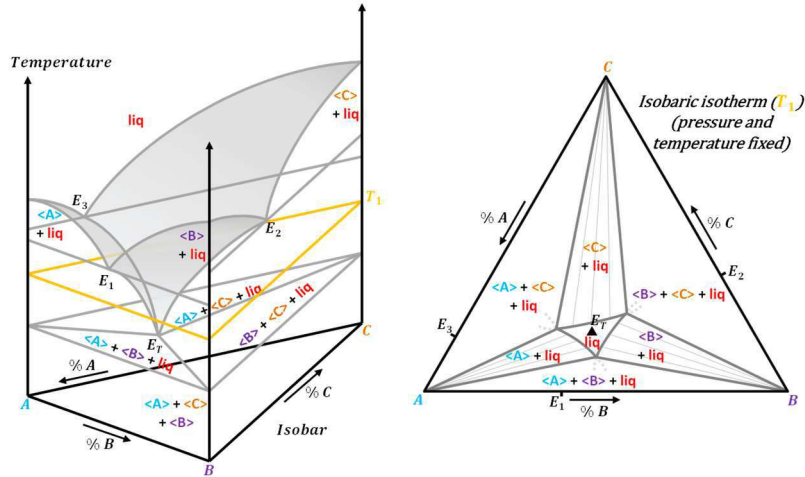 Temperature
liq
<C>
+ liq
<A>
+ liq
E3
<B>
+ liq
E2
T1
E1
<A> + <C> + liq
<B> + <C> + liq
ET
<A> + <B> + liq
% A
C
A
<A> + <C>
+ <B>
% C
% B
Isobar
B
C
Isobaric isotherm (T1)
(pressure and
temperature fixed)
% A
% C
<C>
+ liq
E2
<A> + <C>
+ liq
<B> + <C> + liq
E3
ET
liq
<B>
+ liq
<A> + liq
<A> + <B> + liq
A
E1
% B
B